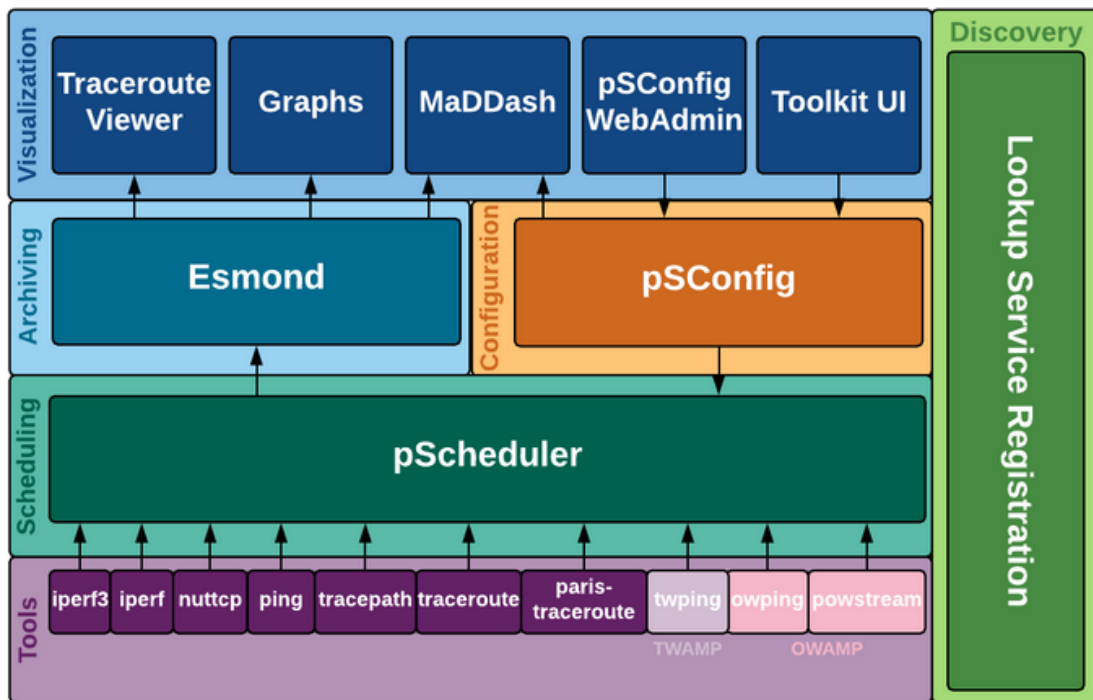 Visualization
Traceroute
Viewer
Graphs
MaDDash
pSConfig
WebAdmin
Toolkit UI
Archiving
Esmond
Configuration
pSConfig
Scheduling
pScheduler
Tools
iperf3
iperf
nuttcp
ping
tracepath
traceroute
paris-
traceroute
twping
owping
powstream
TWAMP
OWAMP
Discovery
Lookup Service Registration